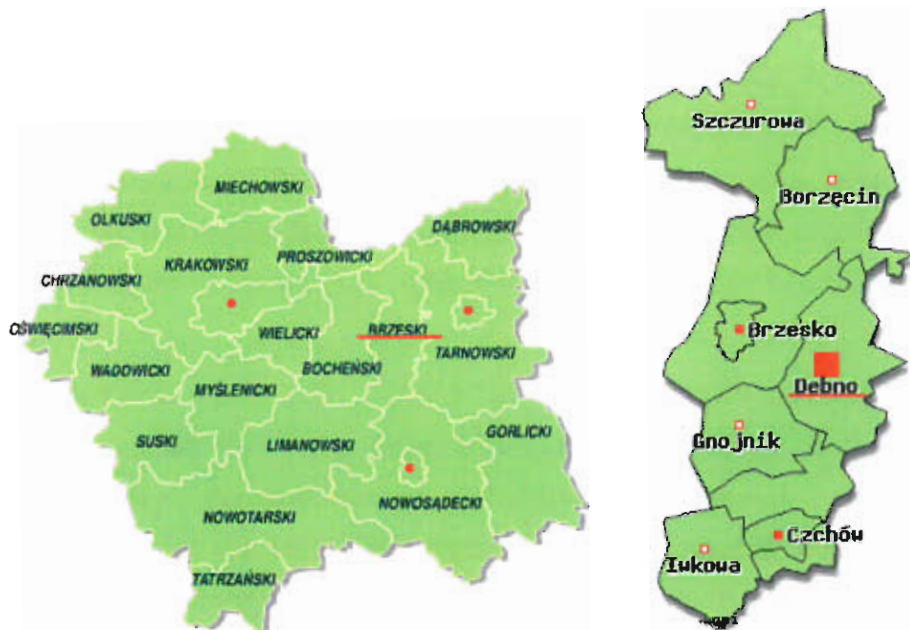 MIECHOWSKI
OLKUSKI
DĄBROWSKI
PROSZOWICKI
KRAKOWSKI
CHRZANOWSKI
OŚWIĘCIMSKI
WIELICKI
BRZESKI
TARNOWSKI
WADOWICKI
BOCHEŃSKI
MYŚLENICKI
GORLICKI
SUSKI
LIMANOWSKI
NOWOSĄDECKI
NOWOTARSKI
TATRZAŃSKI
Szczurowa
Borzęcin
Brzesko
Debno
Gnojnik
Czchów
Iwkowa